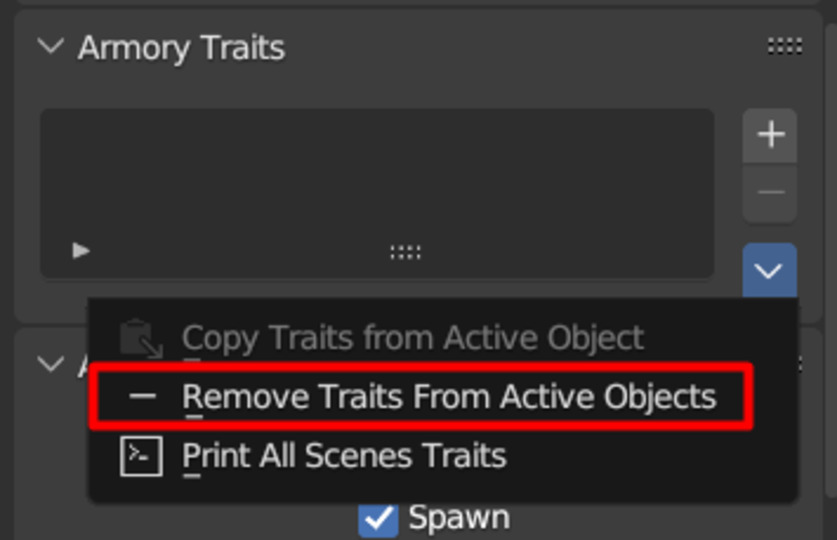 Armory Traits
Copy Traits from Active Object
Remove Traits From Active Objects
Print All Scenes Traits
Spawn